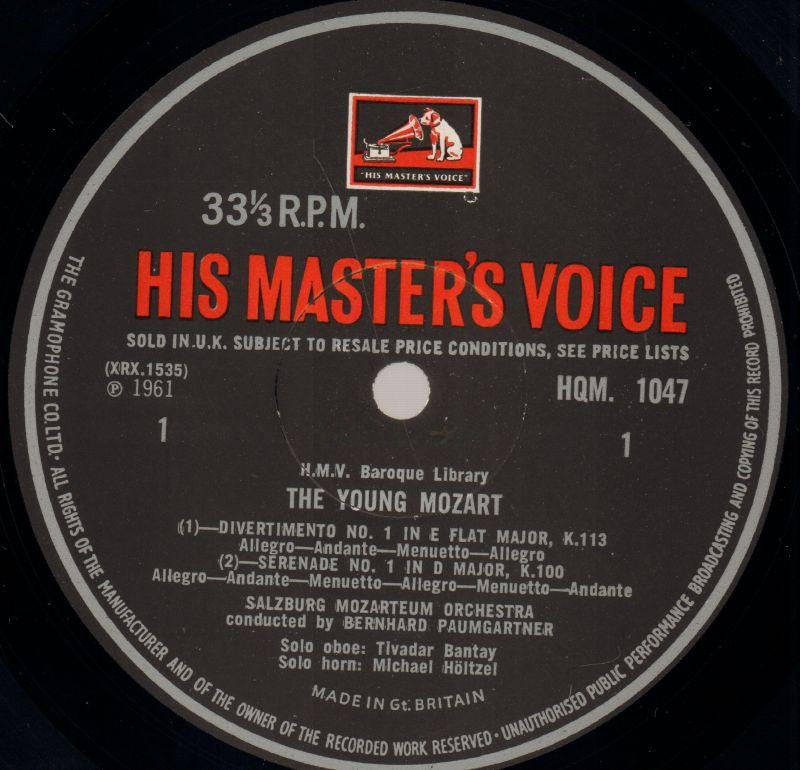 "HIS MASTER'S VOICE"
33⅓ R.P.M.
HIS MASTER'S VOICE
SOLD IN U.K. SUBJECT TO RESALE PRICE CONDITIONS, SEE PRICE LISTS
(XRX.1535)
℗ 1961
HQM. 1047
1
1
H.M.V. Baroque Library
THE YOUNG MOZART
(1)—DIVERTIMENTO NO. 1 IN E FLAT MAJOR, K.113
Allegro—Andante—Menuetto—Allegro
(2)—SERENADE NO. 1 IN D MAJOR, K.100
Allegro—Andante—Menuetto—Allegro—Menuetto—Andante
SALZBURG MOZARTEUM ORCHESTRA
conducted by BERNHARD PAUMGARTNER
Solo oboe: Tivadar Bantay
Solo horn: Michael Höltzel
MADE IN Gt. BRITAIN
THE GRAMOPHONE CO. LTD. · ALL RIGHTS OF THE MANUFACTURER AND OF THE OWNER OF THE RECORDED WORK RESERVED · UNAUTHORISED PUBLIC PERFORMANCE BROADCASTING AND COPYING OF THIS RECORD PROHIBITED